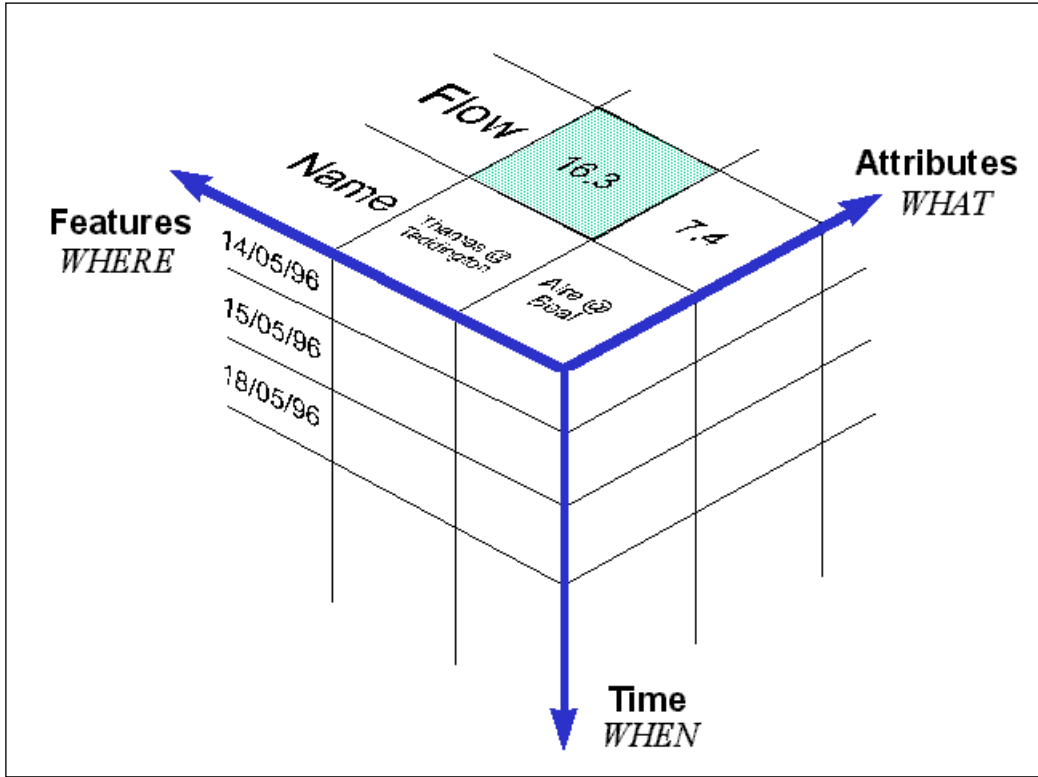 Flow
Name
16.3
7.4
Thames @
Teddington
Aire @
Beal
Attributes
WHAT
Features
WHERE
14/05/96
15/05/96
18/05/96
Time
WHEN